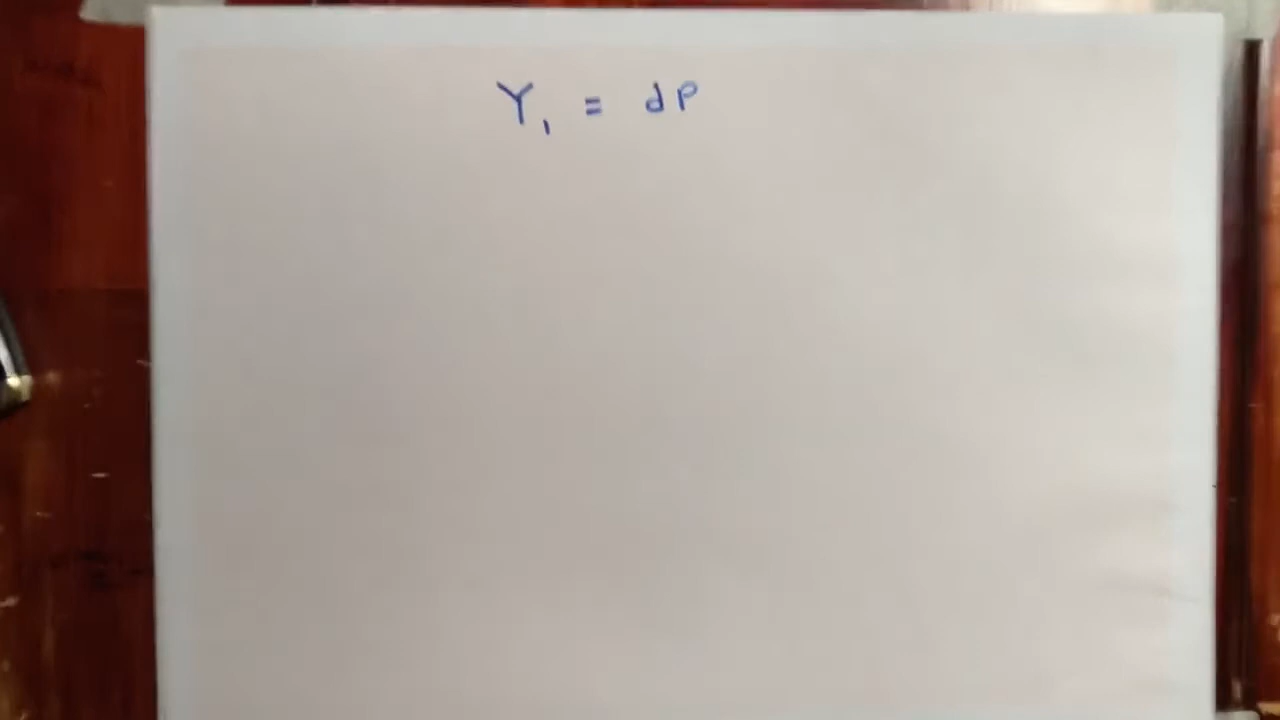 Y₁ = dP